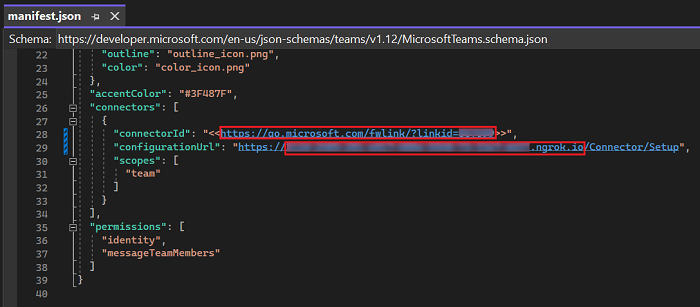 manifest.json
Schema: https://developer.microsoft.com/en-us/json-schemas/teams/v1.12/MicrosoftTeams.schema.json
22 "outline": "outline_icon.png",
23 "color": "color_icon.png"
24 },
25 "accentColor": "#3F487F",
26 "connectors": [
27 {
28 "connectorId": "<<https://go.microsoft.com/fwlink/?linkid=>>",
29 "configurationUrl": "https://.ngrok.io/Connector/Setup",
30 "scopes": [
31 "team"
32 ]
33 }
34 ],
35 "permissions": [
36 "identity",
37 "messageTeamMembers"
38 ]
39 }
40